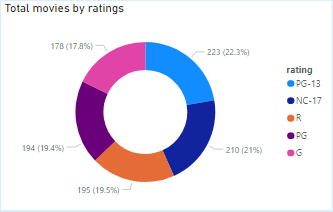 Total movies by ratings
178 (17.8%)
223 (22.3%)
rating
PG-13
NC-17
R
PG
G
194 (19.4%)
210 (21%)
195 (19.5%)